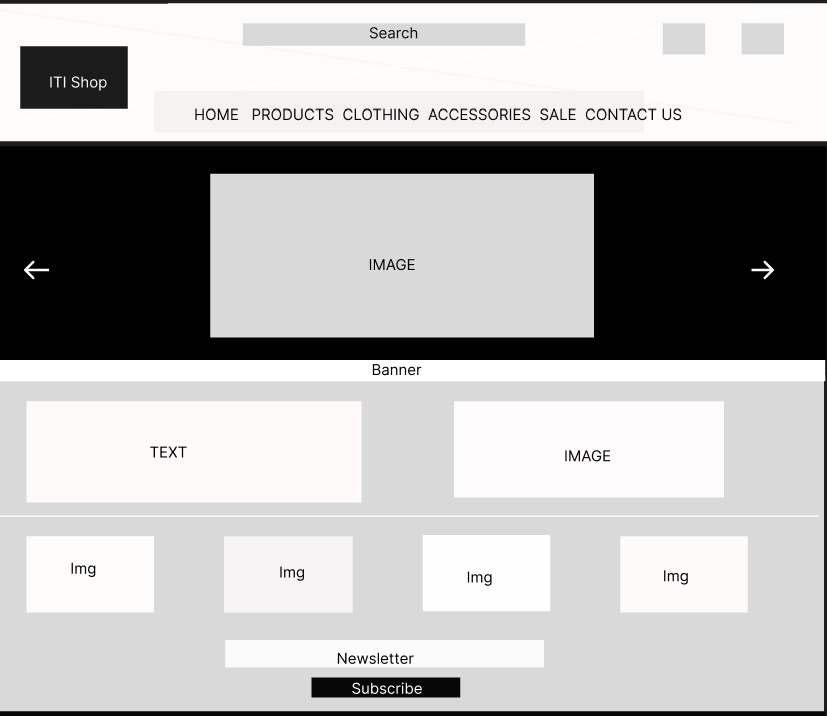 Search
ITI Shop
HOME PRODUCTS CLOTHING ACCESSORIES SALE CONTACT US
IMAGE
Banner
TEXT
IMAGE
Img
Img
Img
Img
Newsletter
Subscribe